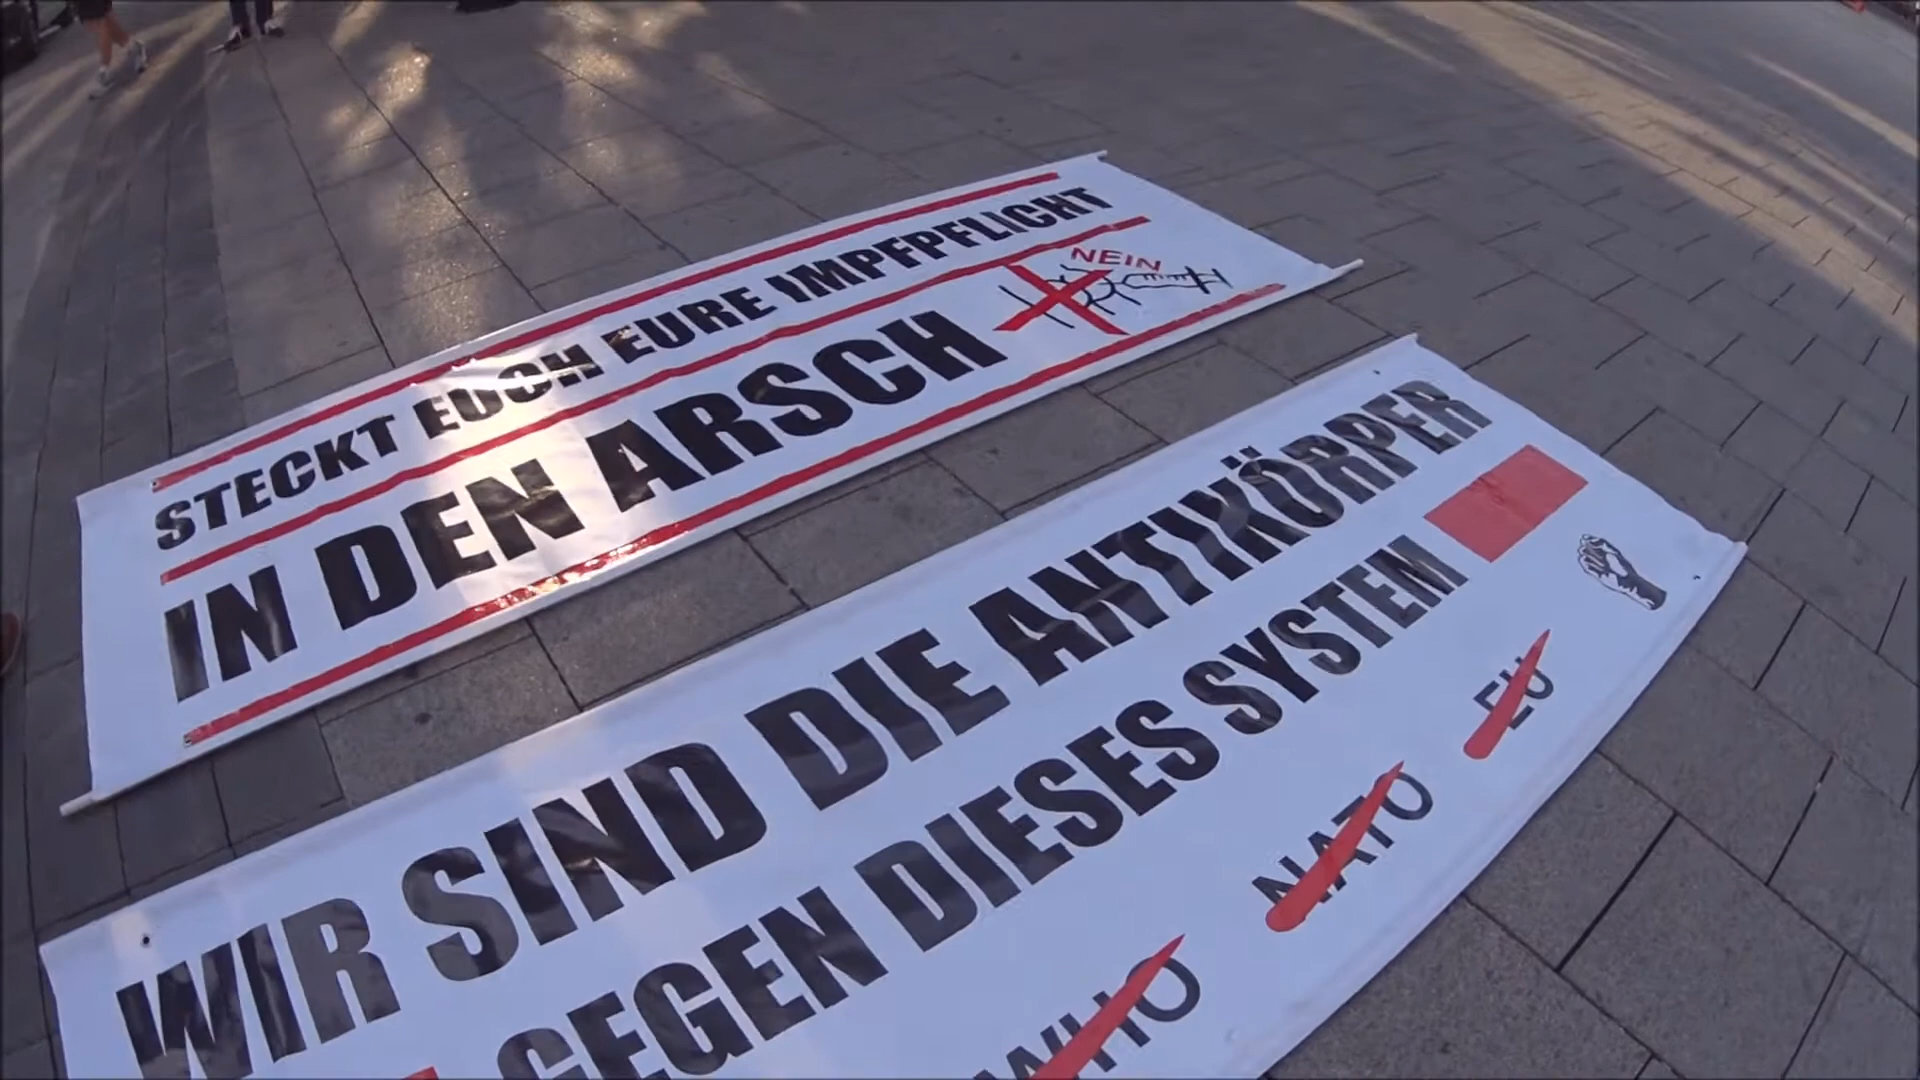 STECKT EUCH EURE IMPFPFLICHT
IN DEN ARSCH
NEIN
WIR SIND DIE ANTIKÖRPER
GEGEN DIESES SYSTEM
WHO NATO EU